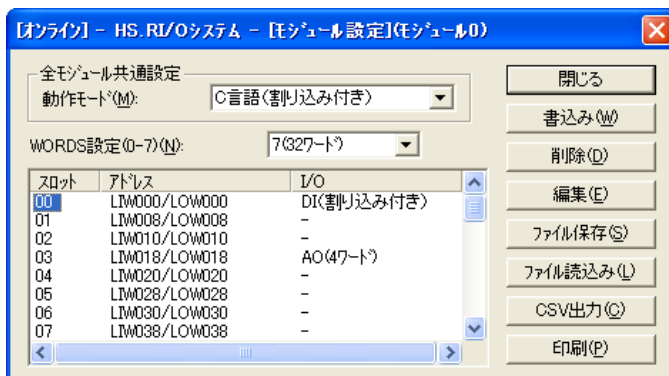 [オンライン] - HS.RI/Oシステム - [モジュール設定](モジュール0)
全モジュール共通設定
動作モード(M): C言語(割り込み付き)
WORDS設定(0-7)(N): 7(32ワード)
スロット アドレス I/O
00 LIW000/LOW000 DI(割り込み付き)
01 LIW008/LOW008 -
02 LIW010/LOW010 -
03 LIW018/LOW018 AO(4ワード)
04 LIW020/LOW020 -
05 LIW028/LOW028 -
06 LIW030/LOW030 -
07 LIW038/LOW038 -
閉じる
書込み(W)
削除(D)
編集(E)
ファイル保存(S)
ファイル読込み(L)
CSV出力(C)
印刷(P)